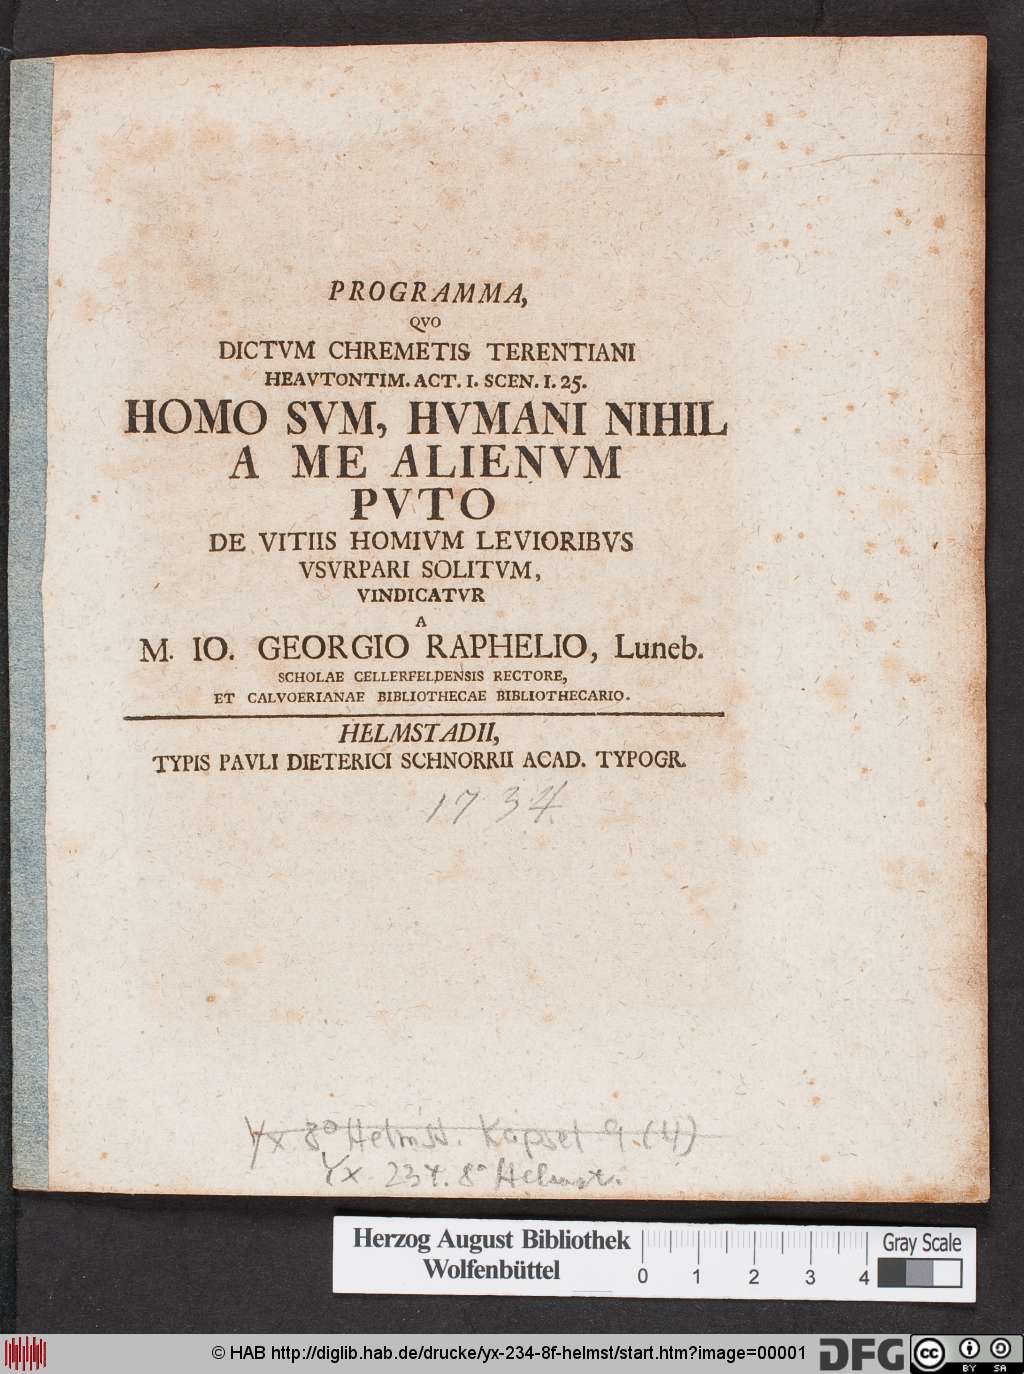 PROGRAMMA,
QVO
DICTVM CHREMETIS TERENTIANI
HEAVTONTIM. ACT. I. SCEN. I. 25.
HOMO SVM, HVMANI NIHIL
A ME ALIENVM
PVTO
DE VITIIS HOMIVM LEVIORIBVS
VSVRPARI SOLITVM,
VINDICATVR
A
M. IO. GEORGIO RAPHELIO, Luneb.
SCHOLAE CELLERFELDENSIS RECTORE,
ET CALVOERIANAE BIBLIOTHECAE BIBLIOTHECARIO.
HELMSTADII,
TYPIS PAVLI DIETERICI SCHNORRII ACAD. TYPOGR.
1734
Yx 8° Helmst. Kapsel 9.(4)
Yx 234. 8° Helmst.
Herzog August Bibliothek
Wolfenbüttel
0 1 2 3 4
Gray Scale
© HAB http://diglib.hab.de/drucke/yx-234-8f-helmst/start.htm?image=00001
DFG
cc BY SA